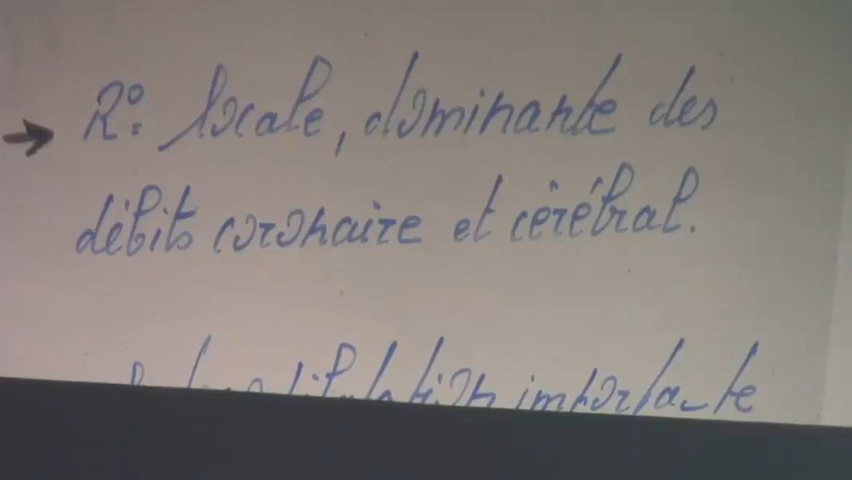 → R°: locale, dominante des
débits coronaire et cérébral.
importante